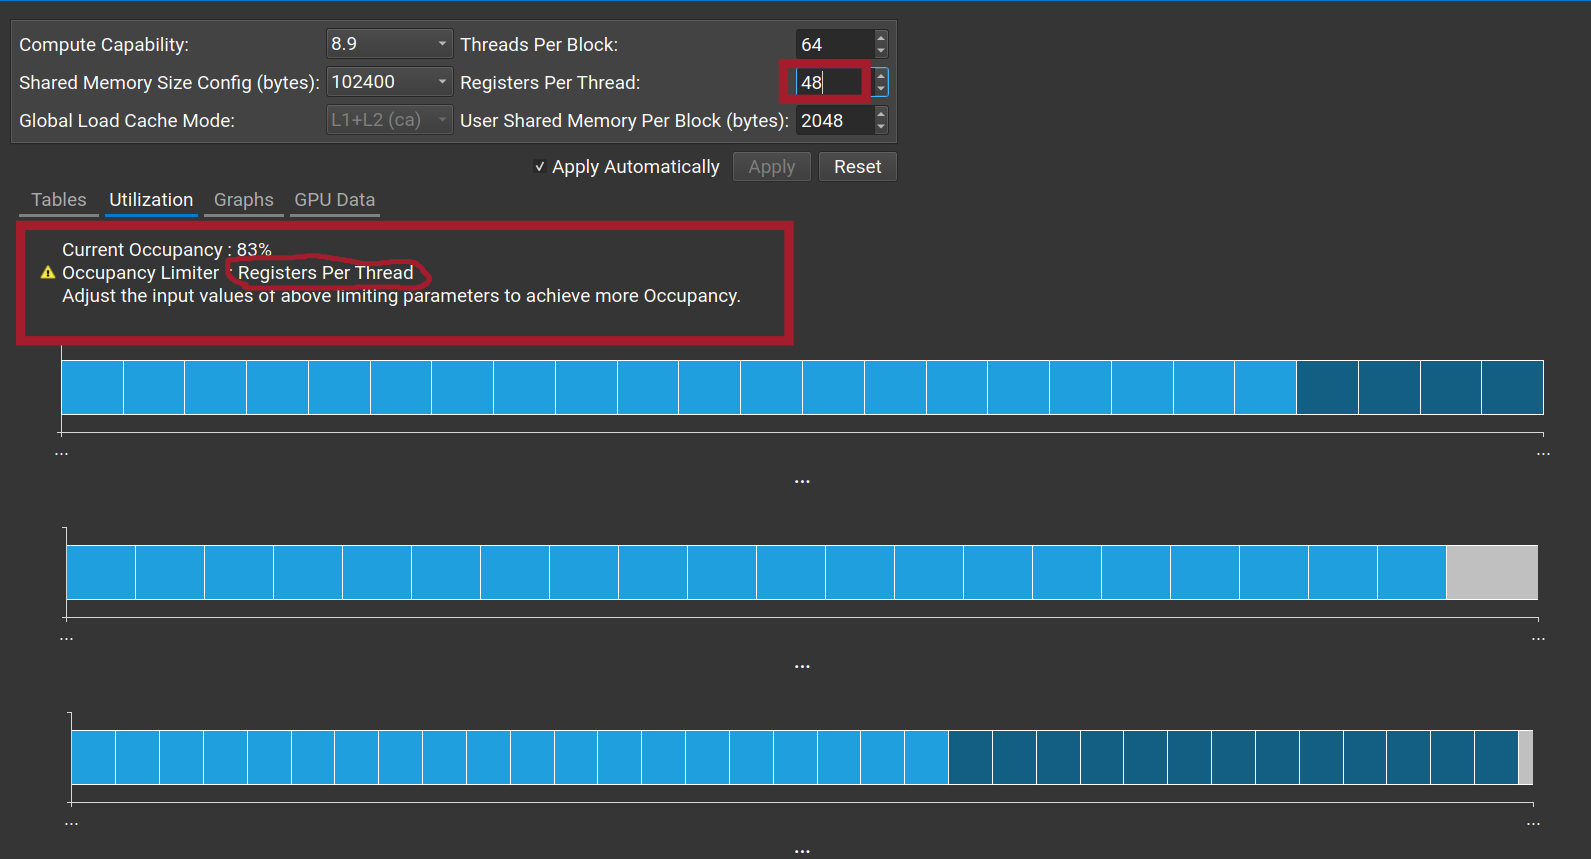 Compute Capability: 8.9 Threads Per Block: 64
Shared Memory Size Config (bytes): 102400 Registers Per Thread: 48
Global Load Cache Mode: L1+L2 (ca) User Shared Memory Per Block (bytes): 2048
Apply Automatically Apply Reset
Tables Utilization Graphs GPU Data
Current Occupancy : 83%
Occupancy Limiter : Registers Per Thread
Adjust the input values of above limiting parameters to achieve more Occupancy.
... ...
...
... ...
...
... ...
...